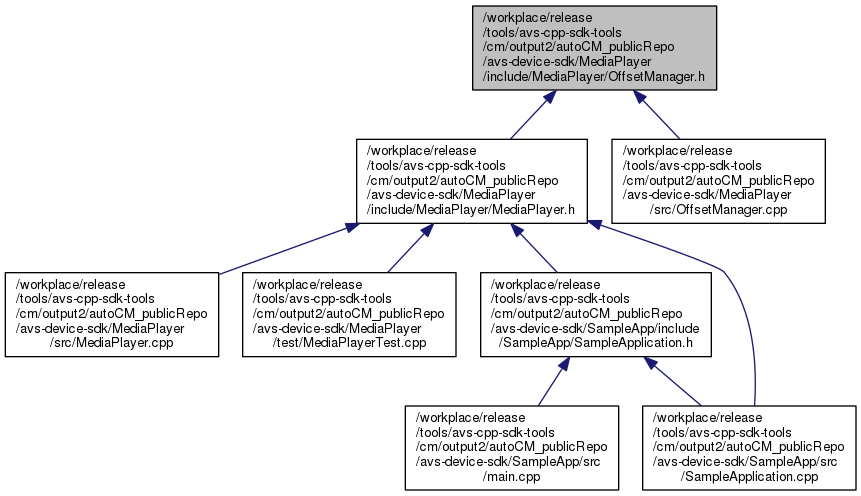 /workplace/release
/tools/avs-cpp-sdk-tools
/cm/output2/autoCM_publicRepo
/avs-device-sdk/MediaPlayer
/include/MediaPlayer/OffsetManager.h
/workplace/release
/tools/avs-cpp-sdk-tools
/cm/output2/autoCM_publicRepo
/avs-device-sdk/MediaPlayer
/include/MediaPlayer/MediaPlayer.h
/workplace/release
/tools/avs-cpp-sdk-tools
/cm/output2/autoCM_publicRepo
/avs-device-sdk/MediaPlayer
/src/OffsetManager.cpp
/workplace/release
/tools/avs-cpp-sdk-tools
/cm/output2/autoCM_publicRepo
/avs-device-sdk/MediaPlayer
/src/MediaPlayer.cpp
/workplace/release
/tools/avs-cpp-sdk-tools
/cm/output2/autoCM_publicRepo
/avs-device-sdk/MediaPlayer
/test/MediaPlayerTest.cpp
/workplace/release
/tools/avs-cpp-sdk-tools
/cm/output2/autoCM_publicRepo
/avs-device-sdk/SampleApp/include
/SampleApp/SampleApplication.h
/workplace/release
/tools/avs-cpp-sdk-tools
/cm/output2/autoCM_publicRepo
/avs-device-sdk/SampleApp/src
/main.cpp
/workplace/release
/tools/avs-cpp-sdk-tools
/cm/output2/autoCM_publicRepo
/avs-device-sdk/SampleApp/src
/SampleApplication.cpp